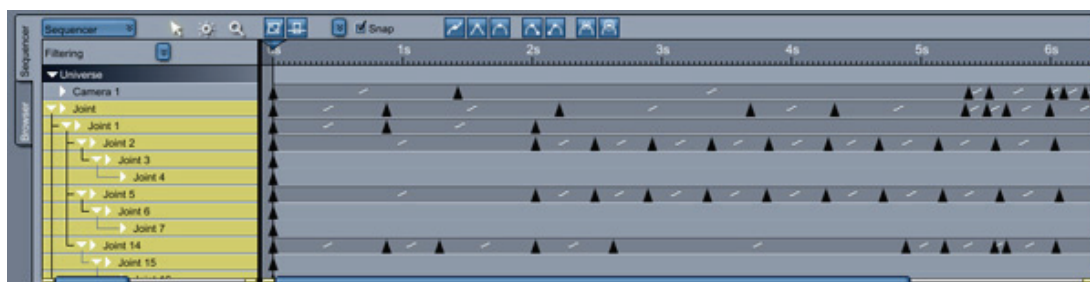 Sequencer
Sequencer Snap
Filtering
1s 2s 3s 4s 5s 6s
Browser
Universe
Camera 1
Joint
Joint 1
Joint 2
Joint 3
Joint 4
Joint 5
Joint 6
Joint 7
Joint 14
Joint 15